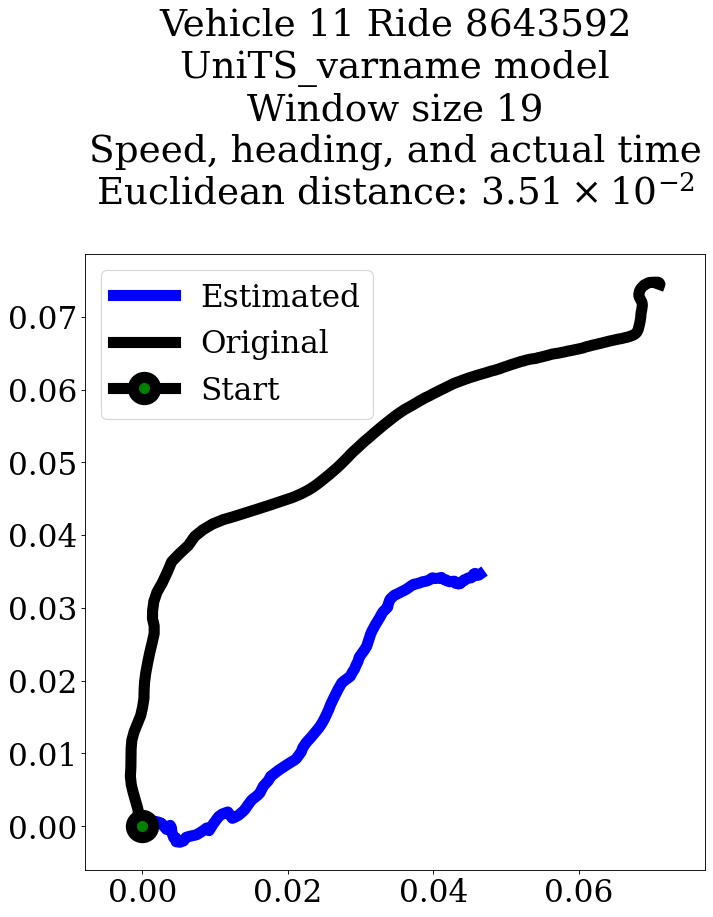 Vehicle 11 Ride 8643592
UniTS_varname model
Window size 19
Speed, heading, and actual time
Euclidean distance: 3.51 × 10⁻²
Estimated
Original
Start
0.07
0.06
0.05
0.04
0.03
0.02
0.01
0.00
0.00 0.02 0.04 0.06